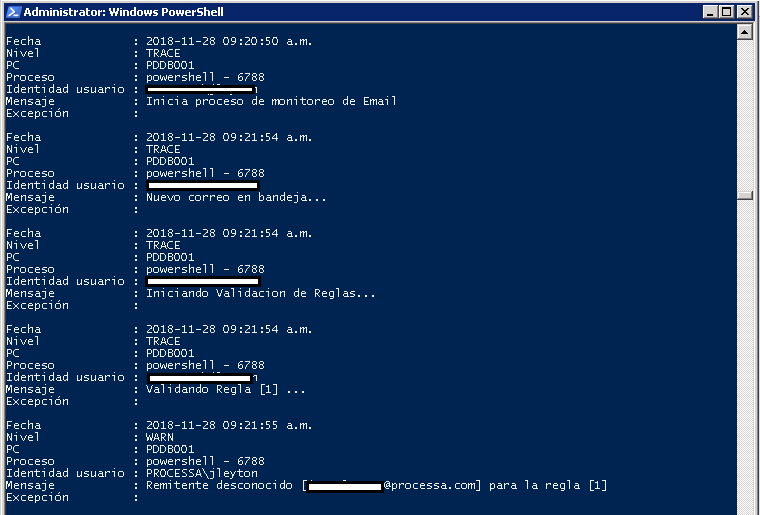 Administrator: Windows PowerShell
Fecha : 2018-11-28 09:20:50 a.m.
Nivel : TRACE
PC : PDDB001
Proceso : powershell - 6788
Identidad usuario :
Mensaje : Inicia proceso de monitoreo de Email
Excepción :
Fecha : 2018-11-28 09:21:54 a.m.
Nivel : TRACE
PC : PDDB001
Proceso : powershell - 6788
Identidad usuario :
Mensaje : Nuevo correo en bandeja...
Excepción :
Fecha : 2018-11-28 09:21:54 a.m.
Nivel : TRACE
PC : PDDB001
Proceso : powershell - 6788
Identidad usuario :
Mensaje : Iniciando Validacion de Reglas...
Excepción :
Fecha : 2018-11-28 09:21:54 a.m.
Nivel : TRACE
PC : PDDB001
Proceso : powershell - 6788
Identidad usuario :
Mensaje : Validando Regla [1] ...
Excepción :
Fecha : 2018-11-28 09:21:55 a.m.
Nivel : WARN
PC : PDDB001
Proceso : powershell - 6788
Identidad usuario : PROCESSA\jleyton
Mensaje : Remitente desconocido [ @processa.com] para la regla [1]
Excepción :